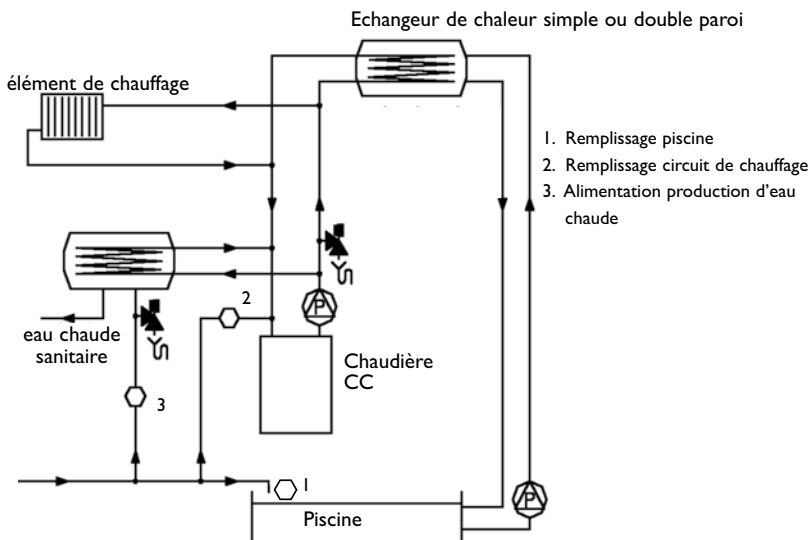 Echangeur de chaleur simple ou double paroi
élément de chauffage
1. Remplissage piscine
2. Remplissage circuit de chauffage
3. Alimentation production d'eau
chaude
2
P
eau chaude
sanitaire
Chaudière
CC
3
1
P
Piscine